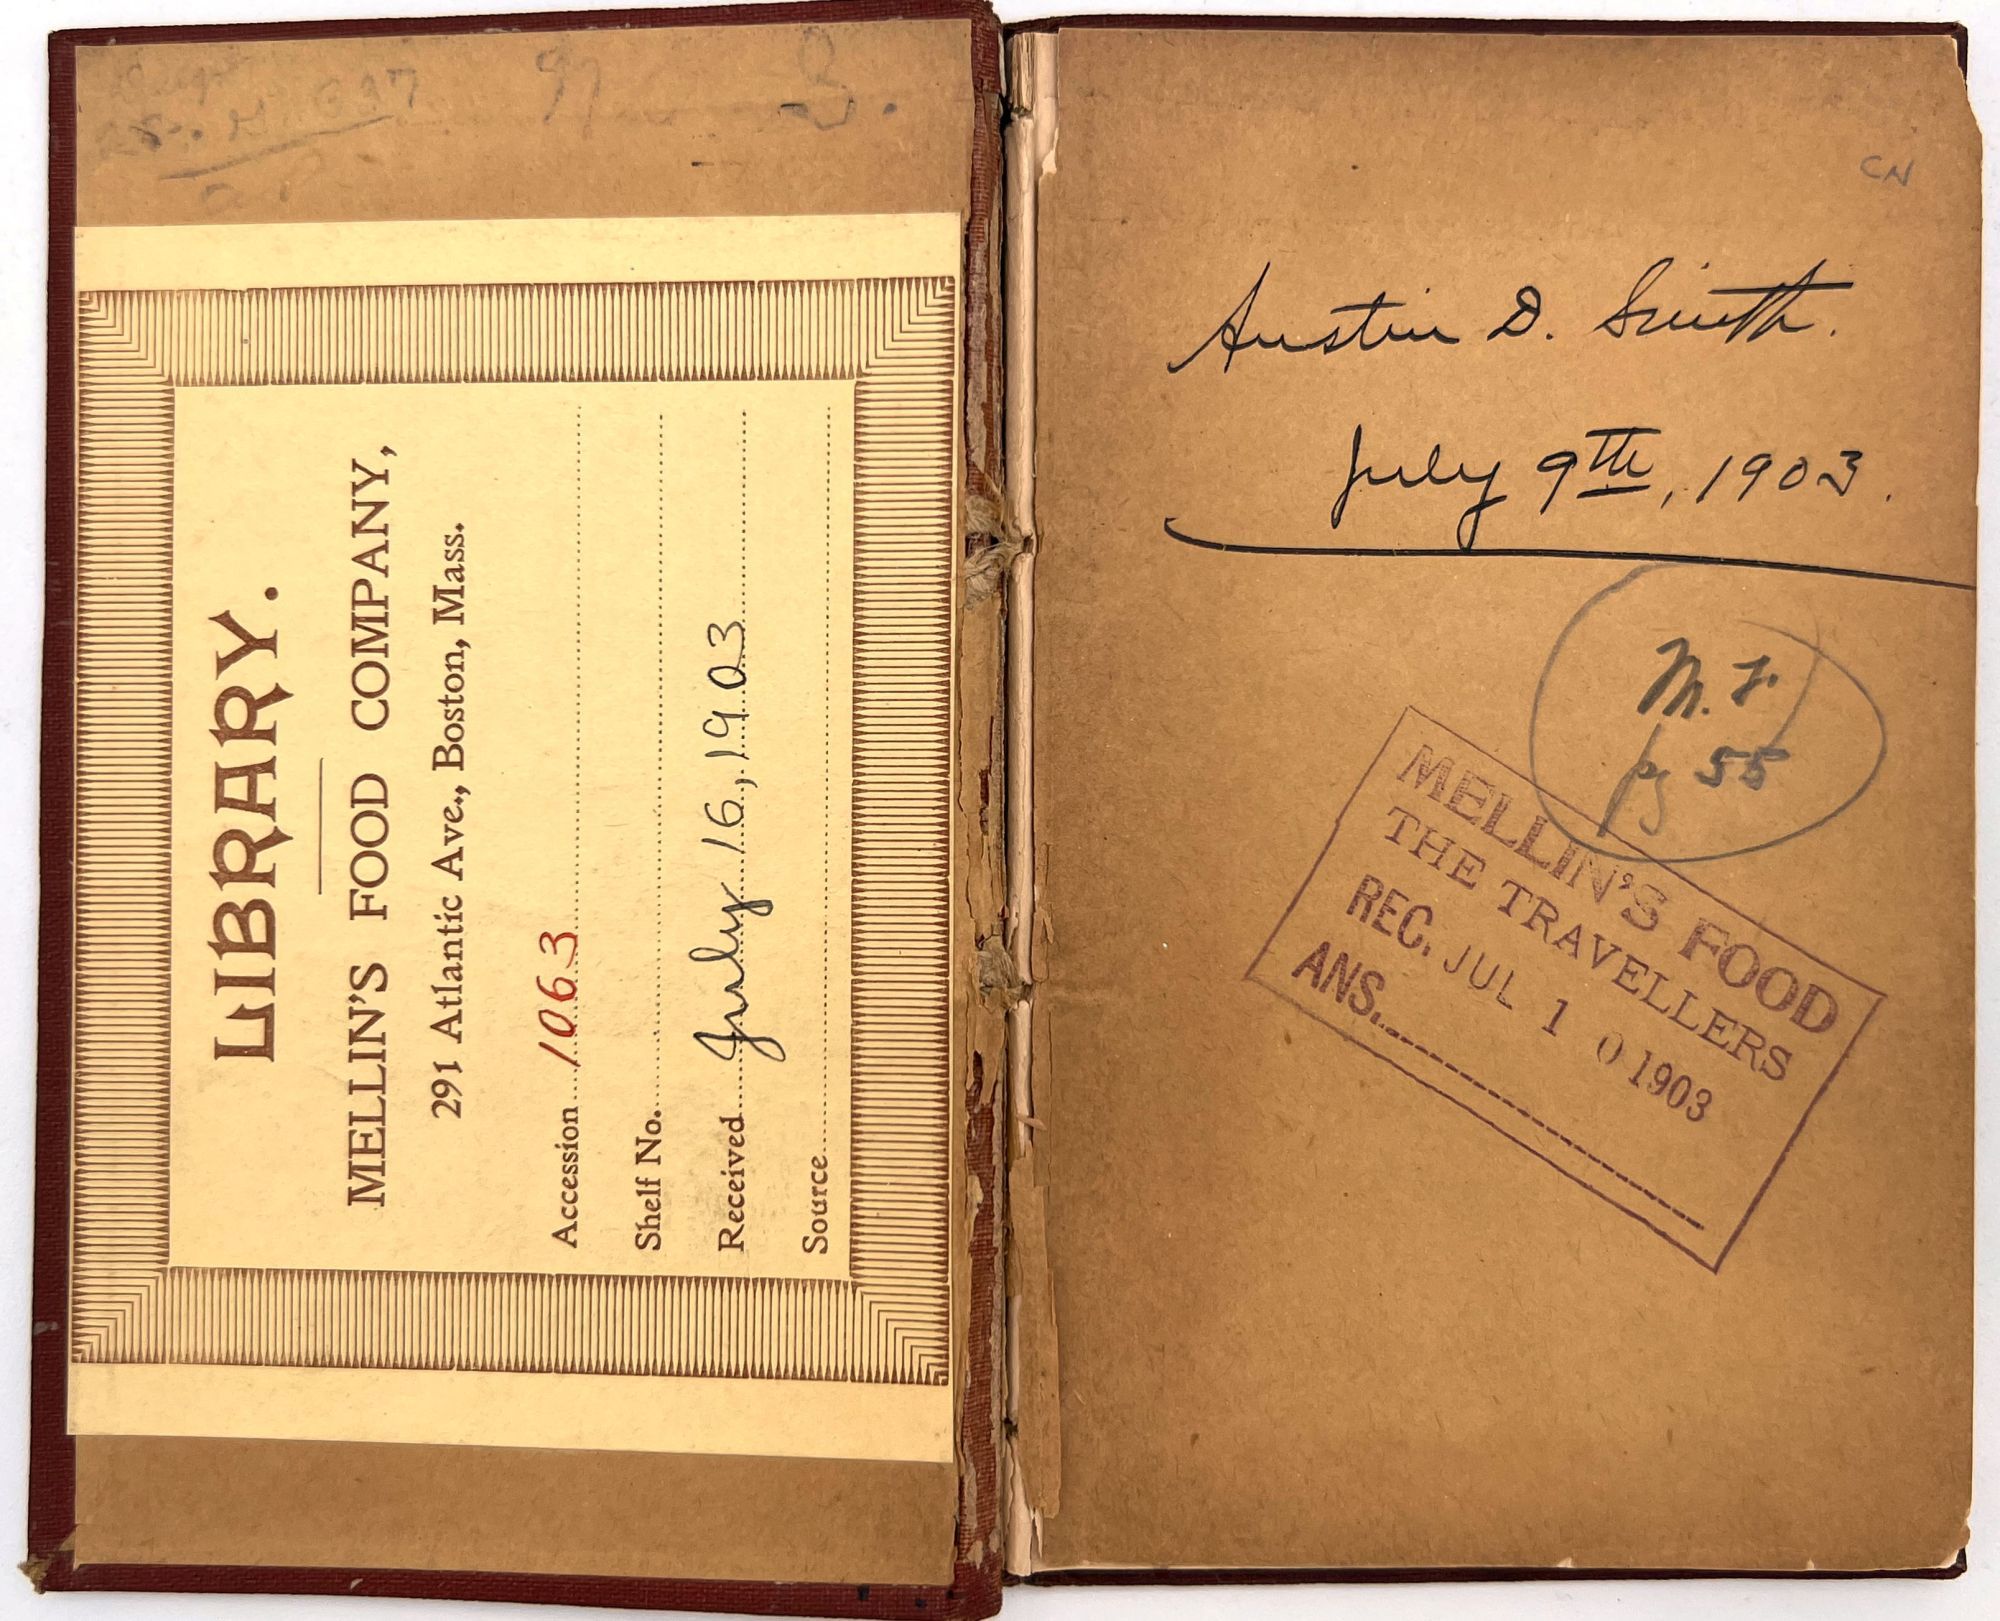 LIBRARY.
MELLIN'S FOOD COMPANY,
291 Atlantic Ave., Boston, Mass.
Accession 1063
Shelf No.
Received July 16, 1903
Source
CN
Austin D. Smith.
July 9th, 1903.
M. F.
pg 55
MELLIN'S FOOD
THE TRAVELLERS
REC. JUL 10 1903
ANS.